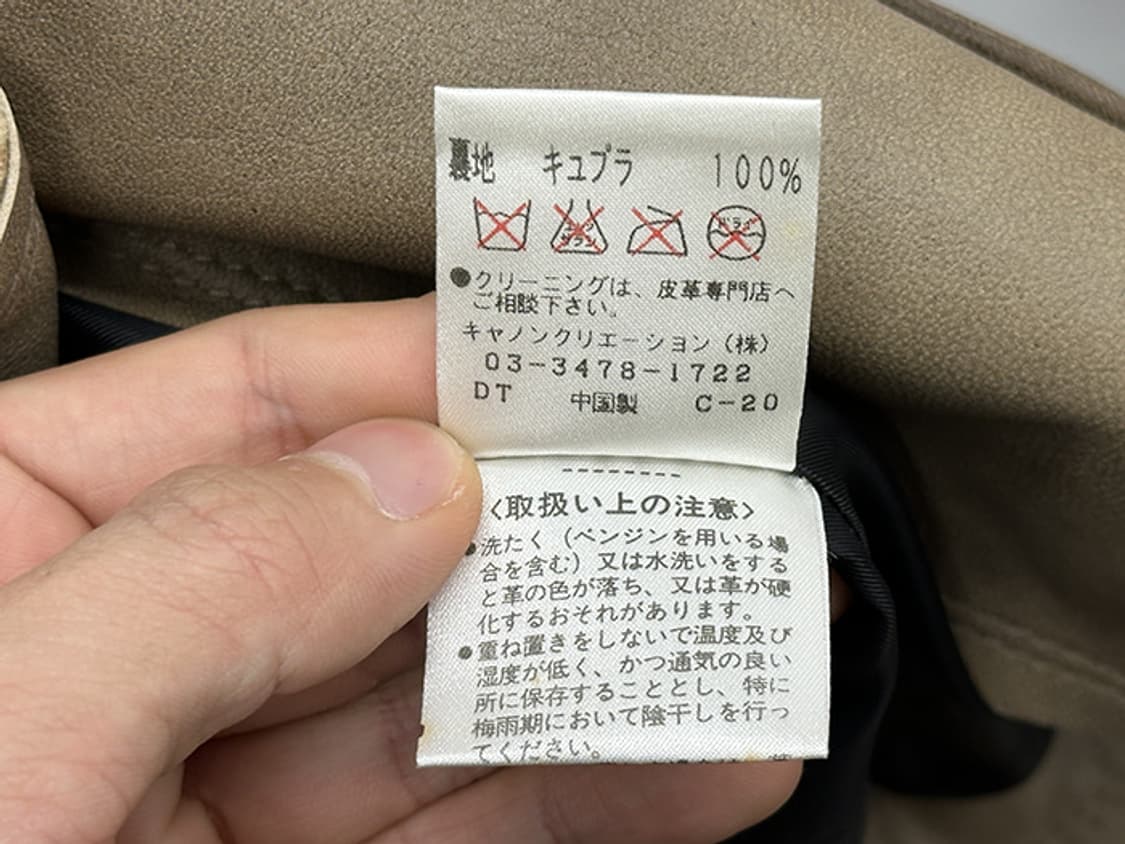 裏地 キュプラ 100%
エンソ
サラシ
ドライ
●クリーニングは、皮革専門店へ
ご相談下さい。
キャノンクリエーション(株)
03-3478-1722
DT 中国製 C-20
〈取扱い上の注意〉
●洗たく(ベンジンを用いる場
合を含む)又は水洗いをする
と革の色が落ち、又は革が硬
化するおそれがあります。
●重ね置きをしないで温度及び
湿度が低く、かつ通気の良い
所に保存することとし、特に
梅雨期において陰干しを行っ
てください。